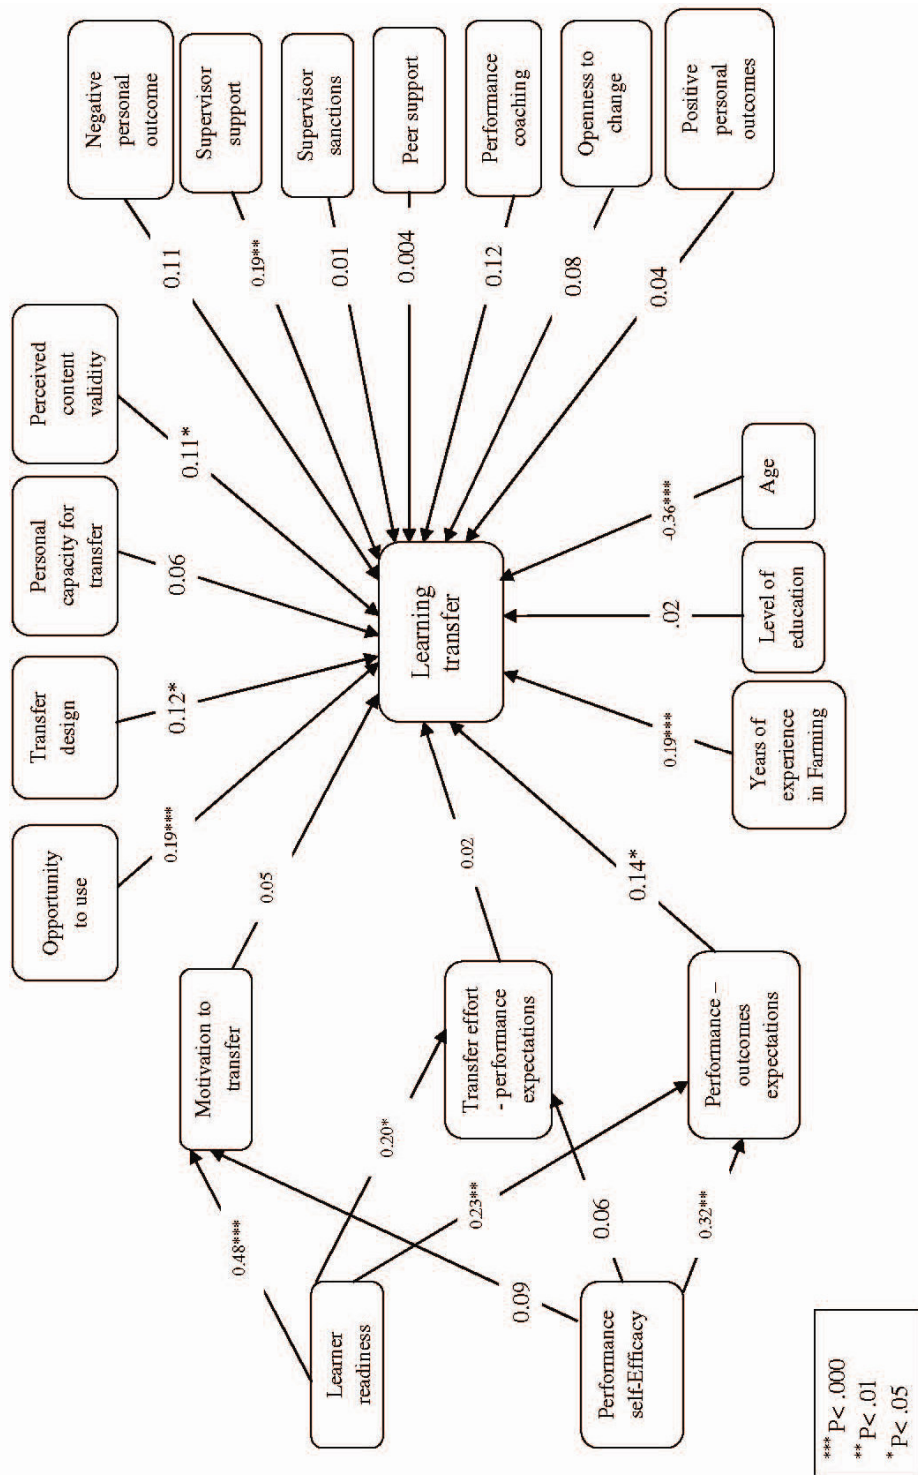 Opportunity
to use
Transfer
design
Personal
capacity for
transfer
Perceived
content
validity
0.19***
0.12*
0.06
0.11*
Negative
personal
outcome
0.11
Supervisor
support
0.19**
Supervisor
sanctions
0.01
Peer support
0.004
Performance
coaching
0.12
Openness to
change
0.08
Positive
personal
outcomes
0.04
Motivation to
transfer
0.05
Learning
transfer
Transfer effort
- performance
expectations
0.02
Performance –
outcomes
expectations
0.14*
Learner
readiness
0.48***
0.20*
0.23**
Performance
self-Efficacy
0.09
0.06
0.32**
Years of
experience
in Farming
0.19***
Level of
education
.02
Age
-0.36***
*** P< .000
** P< .01
* P< .05